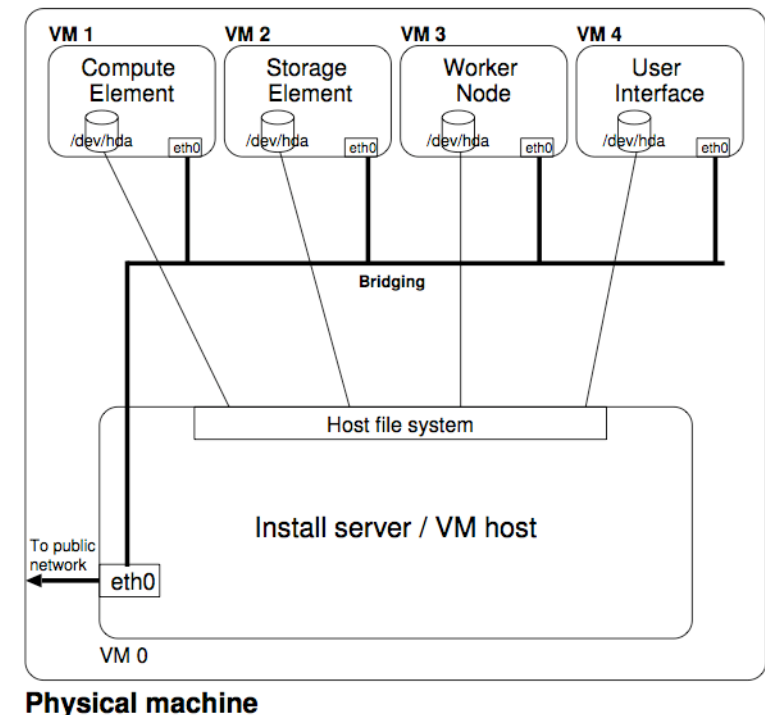 VM 1
VM 2
VM 3
VM 4
Compute
Element
/dev/hda
eth0
Storage
Element
/dev/hda
eth0
Worker
Node
/dev/hda
eth0
User
Interface
/dev/hda
eth0
Bridging
Host file system
Install server / VM host
To public
network
eth0
VM 0
Physical machine